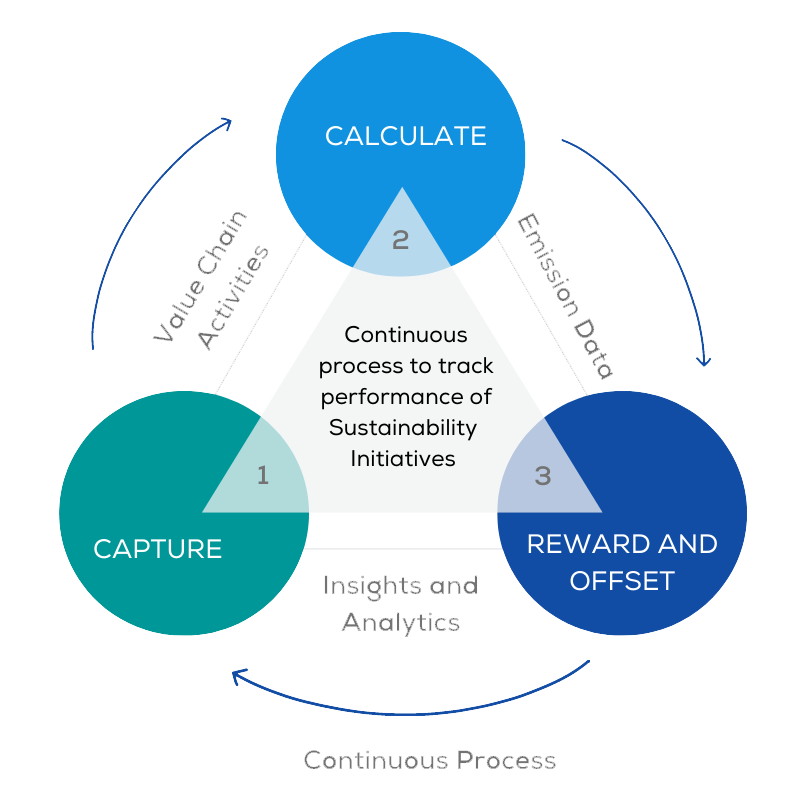 CALCULATE
2
Value Chain
Activities
Emission Data
Continuous
process to track
performance of
Sustainability
Initiatives
1
3
CAPTURE
REWARD AND
OFFSET
Insights and
Analytics
Continuous Process